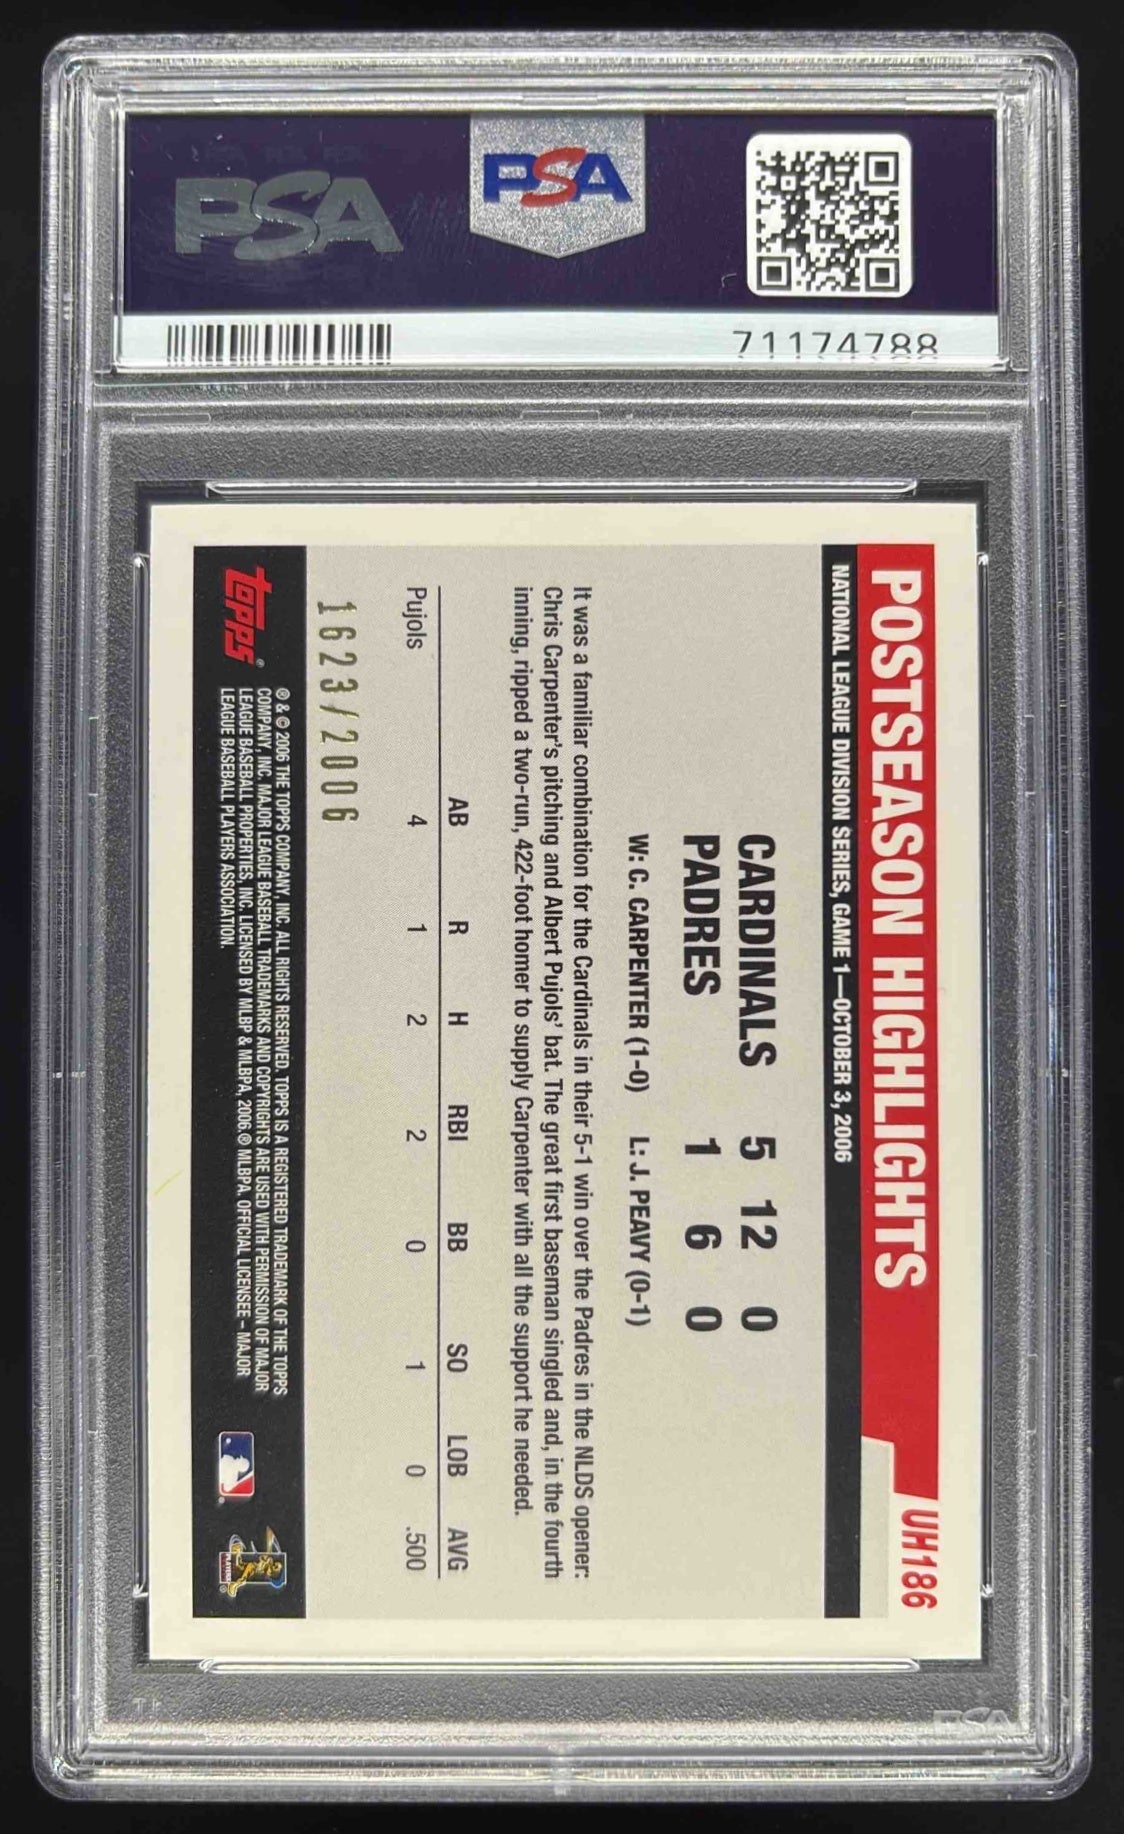 PSA
PSA
71174788
POSTSEASON HIGHLIGHTS
UH186
NATIONAL LEAGUE DIVISION SERIES, GAME 1—OCTOBER 3, 2006
CARDINALS 5 12 0
PADRES 1 6 0
W: C. CARPENTER (1-0) L: J. PEAVY (0-1)
It was a familiar combination for the Cardinals in their 5-1 win over the Padres in the NLDS opener:
Chris Carpenter's pitching and Albert Pujols' bat. The great first baseman singled and, in the fourth
inning, ripped a two-run, 422-foot homer to supply Carpenter with all the support he needed.
AB R H RBI BB SO LOB AVG
Pujols 4 1 2 2 0 1 0 .500
1623/2006
topps®
® & © 2006 THE TOPPS COMPANY, INC. ALL RIGHTS RESERVED. TOPPS IS A REGISTERED TRADEMARK OF THE TOPPS
COMPANY, INC. MAJOR LEAGUE BASEBALL TRADEMARKS AND COPYRIGHTS ARE USED WITH PERMISSION OF MAJOR
LEAGUE BASEBALL PROPERTIES, INC. LICENSED BY MLBP & MLBPA, 2006.® MLBPA. OFFICIAL LICENSEE – MAJOR
LEAGUE BASEBALL PLAYERS ASSOCIATION.
PLAYERS
PSA